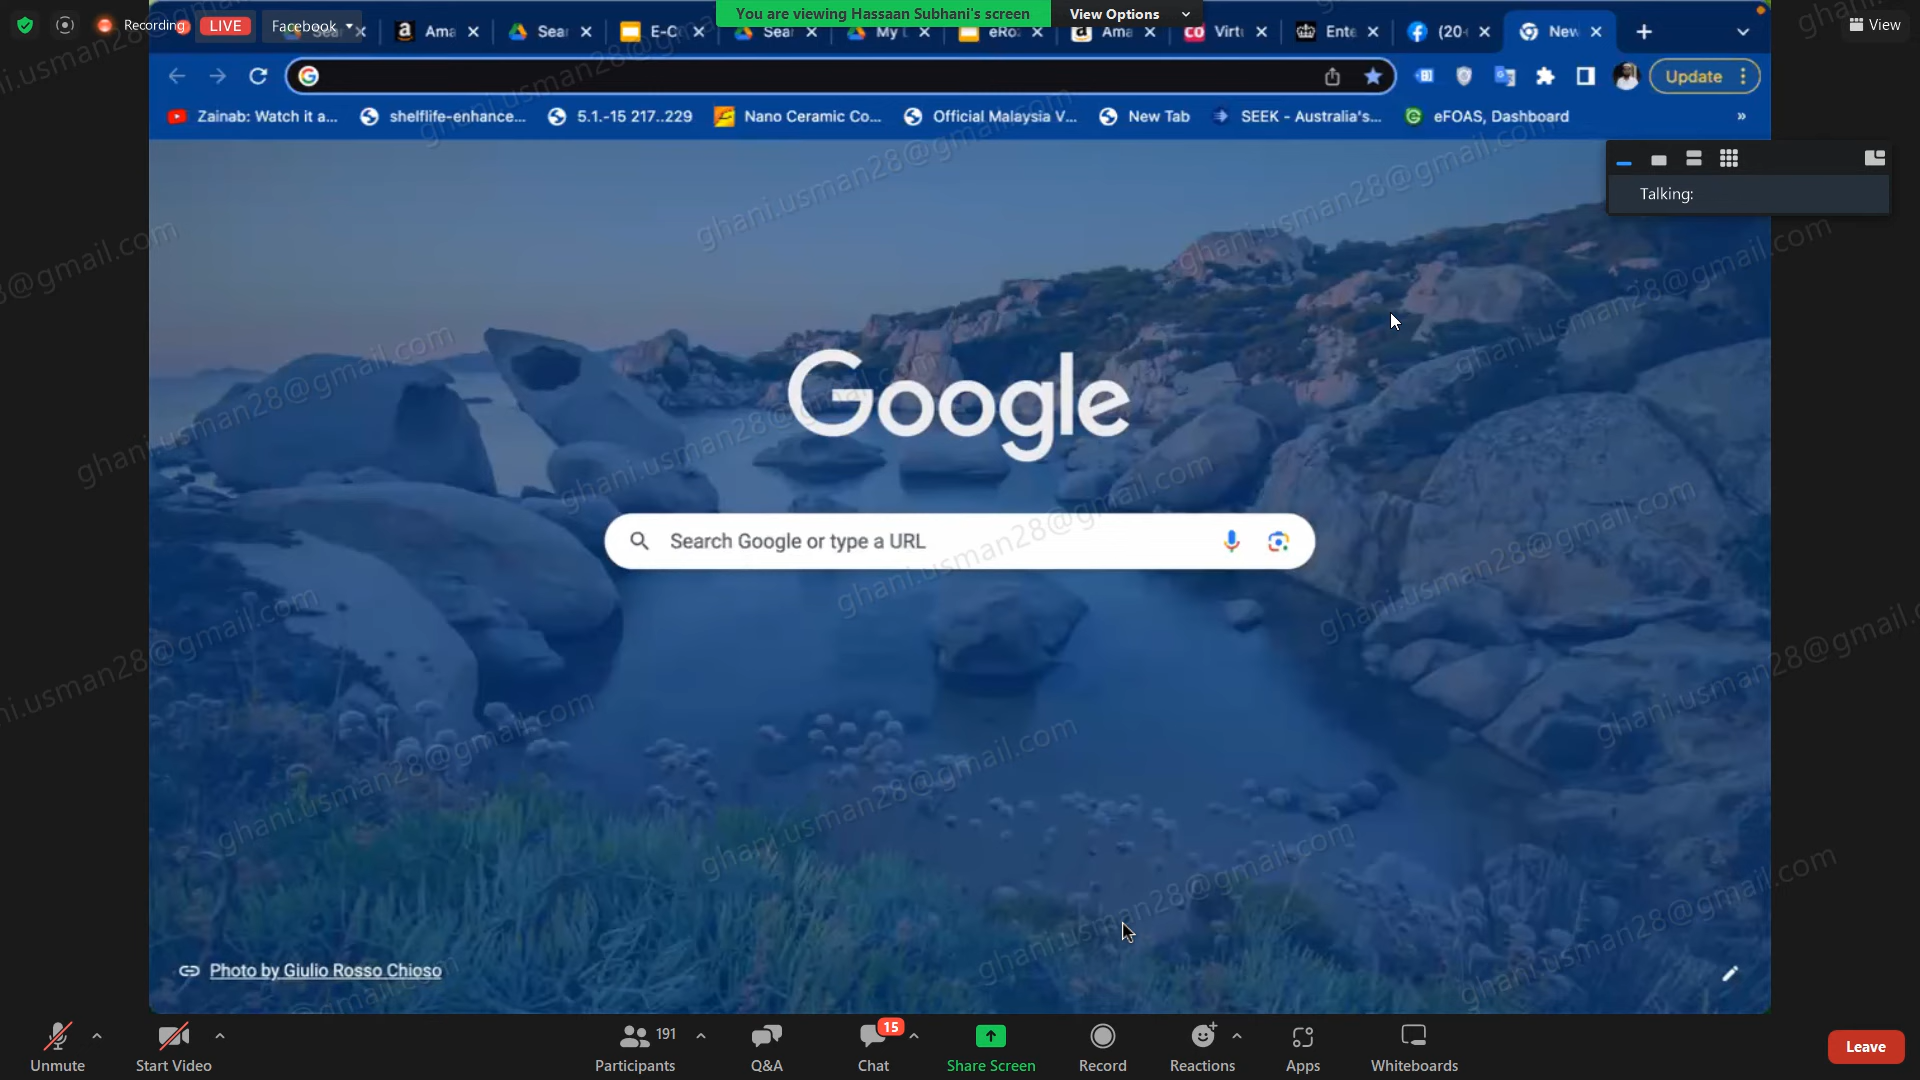 You are viewing Hassaan Subhani's screen View Options
Recording LIVE Facebook View
Ama Sear E-C Sear My D eRoz Ama Virt Ente (20 New
Update
Zainab: Watch it a... shelflife-enhance... 5.1.-15 217..229 Nano Ceramic Co... Official Malaysia V... New Tab SEEK - Australia's... eFOAS, Dashboard »
Talking:
Google
Search Google or type a URL
Photo by Giulio Rosso Chioso
ghani.usman28@gmail.com
191 15
Unmute Start Video Participants Q&A Chat Share Screen Record Reactions Apps Whiteboards Leave